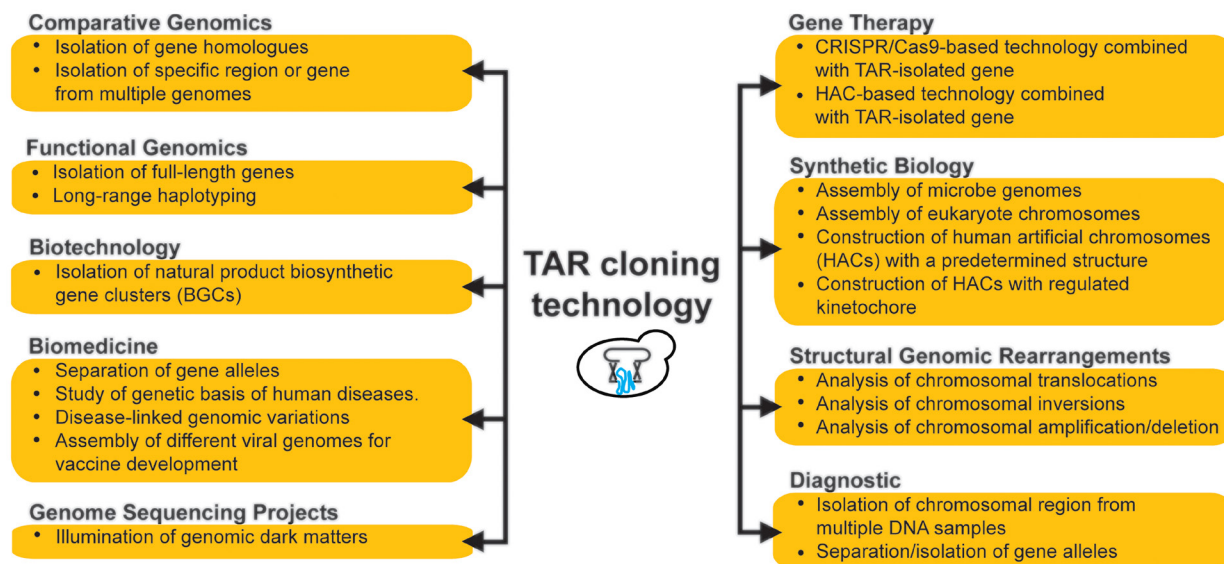 Comparative Genomics
• Isolation of gene homologues
• Isolation of specific region or gene
from multiple genomes
Functional Genomics
• Isolation of full-length genes
• Long-range haplotyping
Biotechnology
• Isolation of natural product biosynthetic
gene clusters (BGCs)
Biomedicine
• Separation of gene alleles
• Study of genetic basis of human diseases.
• Disease-linked genomic variations
• Assembly of different viral genomes for
vaccine development
Genome Sequencing Projects
• Illumination of genomic dark matters
TAR cloning
technology
Gene Therapy
• CRISPR/Cas9-based technology combined
with TAR-isolated gene
• HAC-based technology combined
with TAR-isolated gene
Synthetic Biology
• Assembly of microbe genomes
• Assembly of eukaryote chromosomes
• Construction of human artificial chromosomes
(HACs) with a predetermined structure
• Construction of HACs with regulated
kinetochore
Structural Genomic Rearrangements
• Analysis of chromosomal translocations
• Analysis of chromosomal inversions
• Analysis of chromosomal amplification/deletion
Diagnostic
• Isolation of chromosomal region from
multiple DNA samples
• Separation/isolation of gene alleles